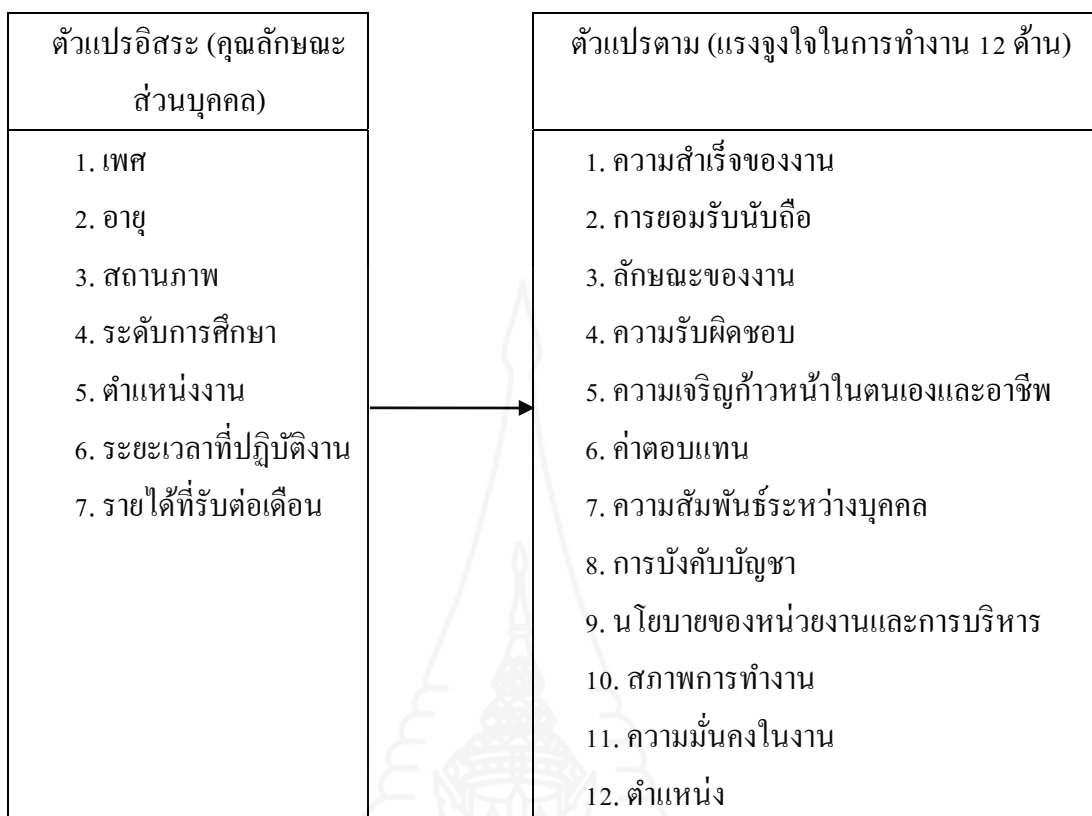 ตัวแปรอิสระ (คุณลักษณะ
ส่วนบุคคล)
1. เพศ
2. อายุ
3. สถานภาพ
4. ระดับการศึกษา
5. ตำแหน่งงาน
6. ระยะเวลาที่ปฏิบัติงาน
7. รายได้ที่รับต่อเดือน
ตัวแปรตาม (แรงจูงใจในการทำงาน 12 ด้าน)
1. ความสำเร็จของงาน
2. การยอมรับนับถือ
3. ลักษณะของงาน
4. ความรับผิดชอบ
5. ความเจริญก้าวหน้าในตนเองและอาชีพ
6. ค่าตอบแทน
7. ความสัมพันธ์ระหว่างบุคคล
8. การบังคับบัญชา
9. นโยบายของหน่วยงานและการบริหาร
10. สภาพการทำงาน
11. ความมั่นคงในงาน
12. ตำแหน่ง